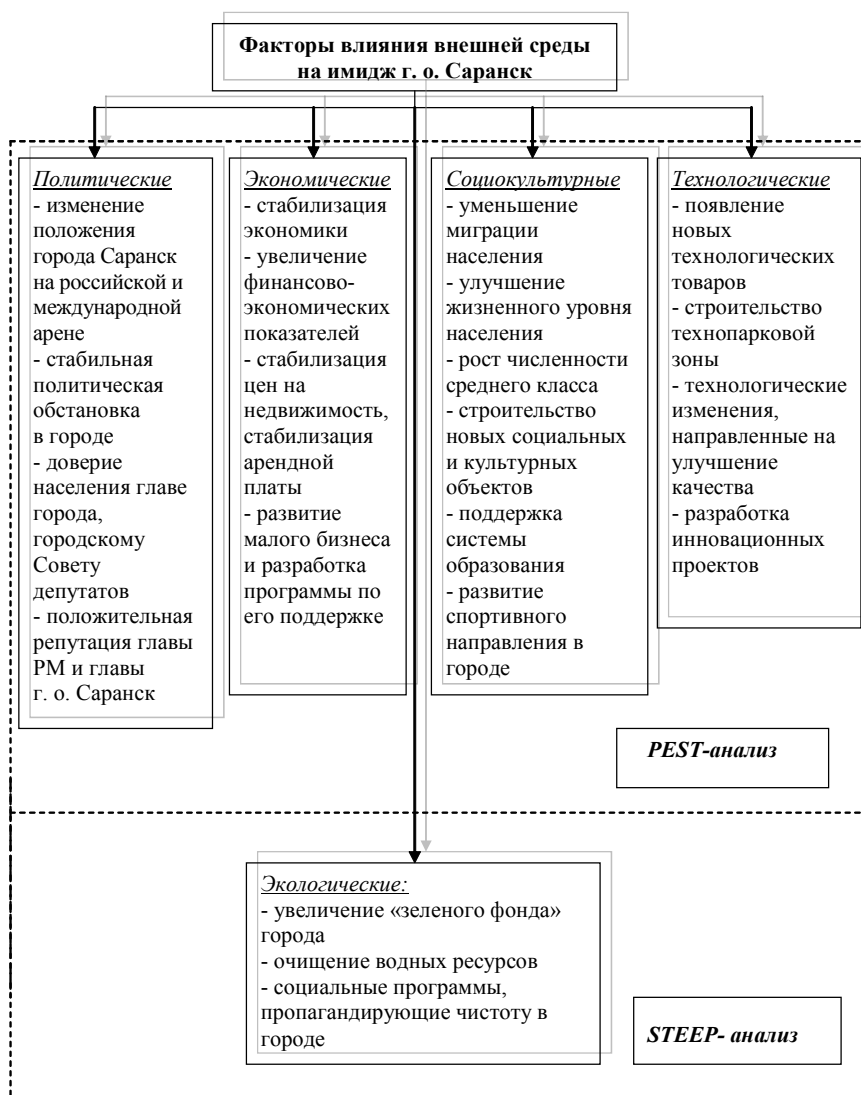 Факторы влияния внешней среды
на имидж г. о. Саранск
Политические
- изменение
положения
города Саранск
на российской и
международной
арене
- стабильная
политическая
обстановка
в городе
- доверие
населения главе
города,
городскому
Совету
депутатов
- положительная
репутация главы
РМ и главы
г. о. Саранск
Экономические
- стабилизация
экономики
- увеличение
финансово-
экономических
показателей
- стабилизация
цен на
недвижимость,
стабилизация
арендной
платы
- развитие
малого бизнеса
и разработка
программы по
его поддержке
Социокультурные
- уменьшение
миграции
населения
- улучшение
жизненного уровня
населения
- рост численности
среднего класса
- строительство
новых социальных
и культурных
объектов
- поддержка
системы
образования
- развитие
спортивного
направления в
городе
Технологические
- появление
новых
технологических
товаров
- строительство
технопарковой
зоны
- технологические
изменения,
направленные на
улучшение
качества
- разработка
инновационных
проектов
PEST-анализ
Экологические:
- увеличение «зеленого фонда»
города
- очищение водных ресурсов
- социальные программы,
пропагандирующие чистоту в
городе
STEEP- анализ